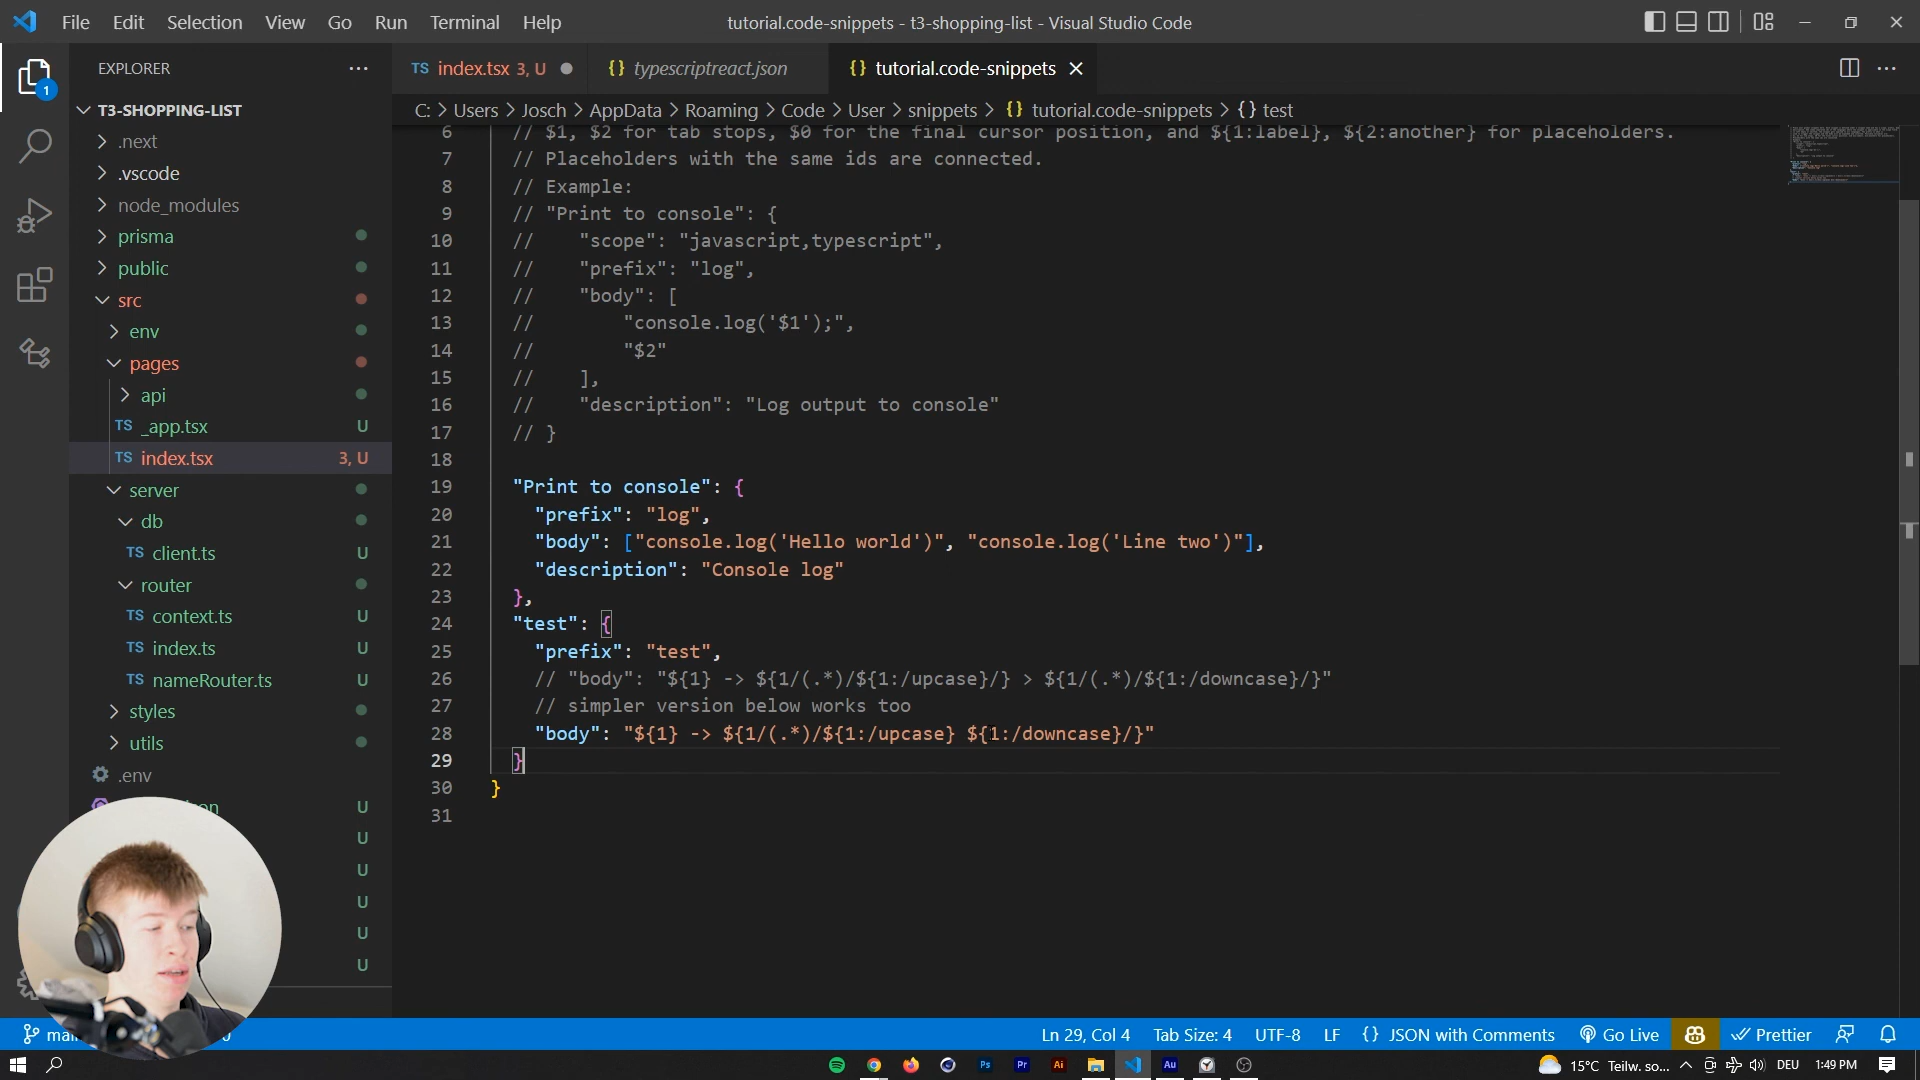 File Edit Selection View Go Run Terminal Help
tutorial.code-snippets - t3-shopping-list - Visual Studio Code
EXPLORER
1
T3-SHOPPING-LIST
.next
.vscode
node_modules
prisma
public
src
env
pages
api
TS _app.tsx U
TS index.tsx 3, U
server
db
TS client.ts U
router
TS context.ts U
TS index.ts U
TS nameRouter.ts U
styles
utils
.env
U
U
U
U
U
U
TS index.tsx 3, U
{} typescriptreact.json
{} tutorial.code-snippets
C: > Users > Josch > AppData > Roaming > Code > User > snippets > {} tutorial.code-snippets > {} test
6 // $1, $2 for tab stops, $0 for the final cursor position, and ${1:label}, ${2:another} for placeholders.
7 // Placeholders with the same ids are connected.
8 // Example:
9 // "Print to console": {
10 // "scope": "javascript,typescript",
11 // "prefix": "log",
12 // "body": [
13 // "console.log('$1');",
14 // "$2"
15 // ],
16 // "description": "Log output to console"
17 // }
18
19 "Print to console": {
20 "prefix": "log",
21 "body": ["console.log('Hello world')", "console.log('Line two')"],
22 "description": "Console log"
23 },
24 "test": {
25 "prefix": "test",
26 // "body": "${1} -> ${1/(.*)/${1:/upcase}/} > ${1/(.*)/${1:/downcase}/}"
27 // simpler version below works too
28 "body": "${1} -> ${1/(.*)/${1:/upcase} ${1:/downcase}/}"
29 }
30 }
31
Ln 29, Col 4 Tab Size: 4 UTF-8 LF {} JSON with Comments Go Live Prettier
Ps Pr Ai Au 15°C Teilw. so... DEU 1:49 PM